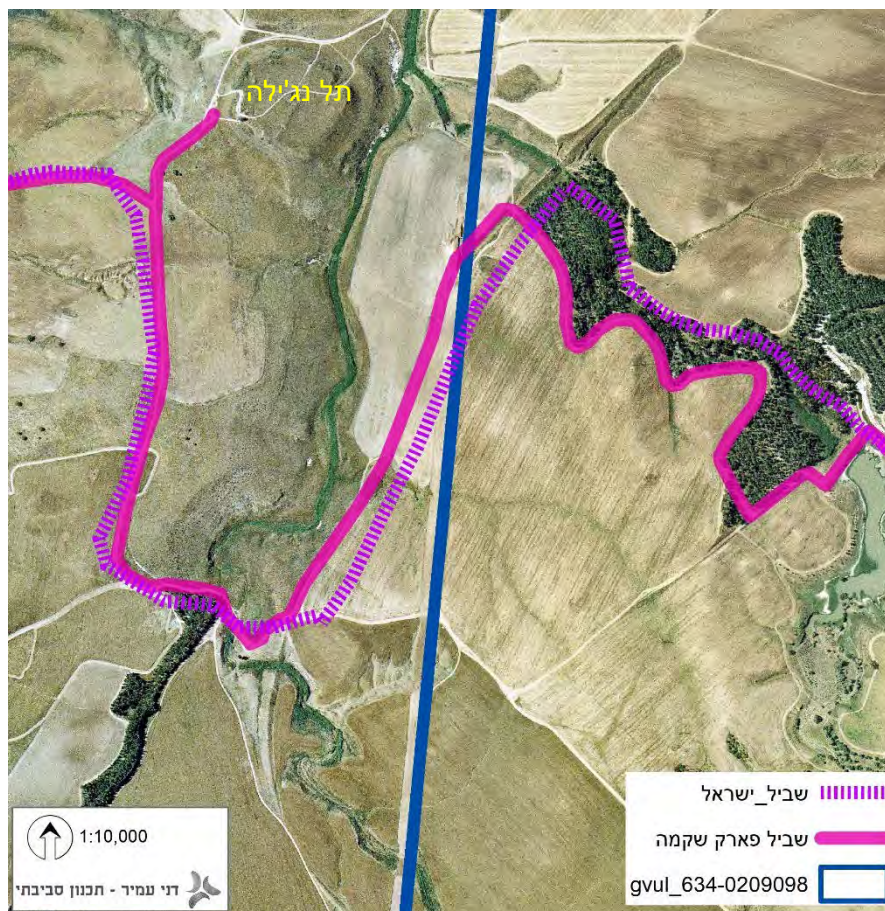 תל נג'ילה
שביל_ישראל
שביל פארק שקמה
gvul_634-0209098
1:10,000
דני עמיר - תכנון סביבתי